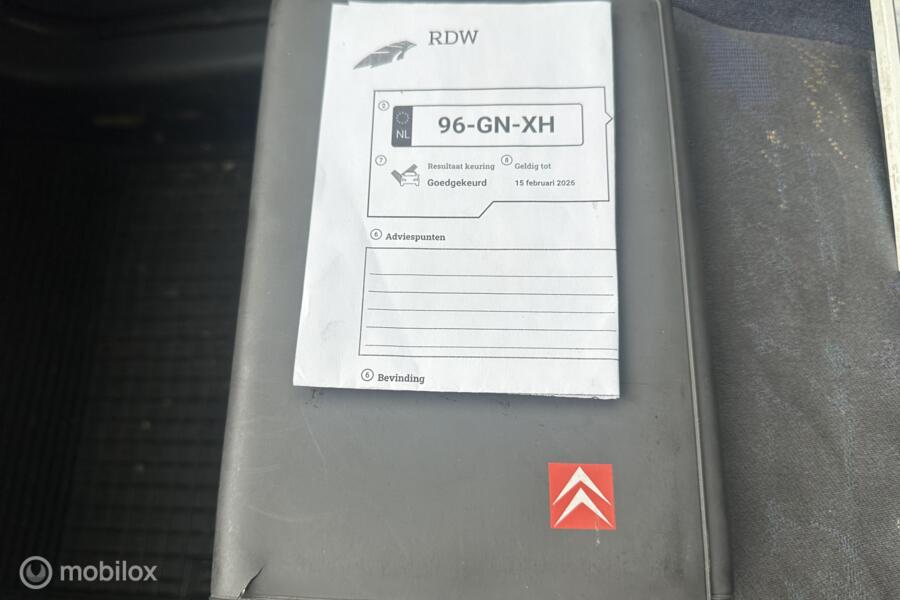 RDW
9
NL
96-GN-XH
7
Resultaat keuring
8
Geldig tot
Goedgekeurd
15 februari 2026
6 Adviespunten
6 Bevinding
mobilox